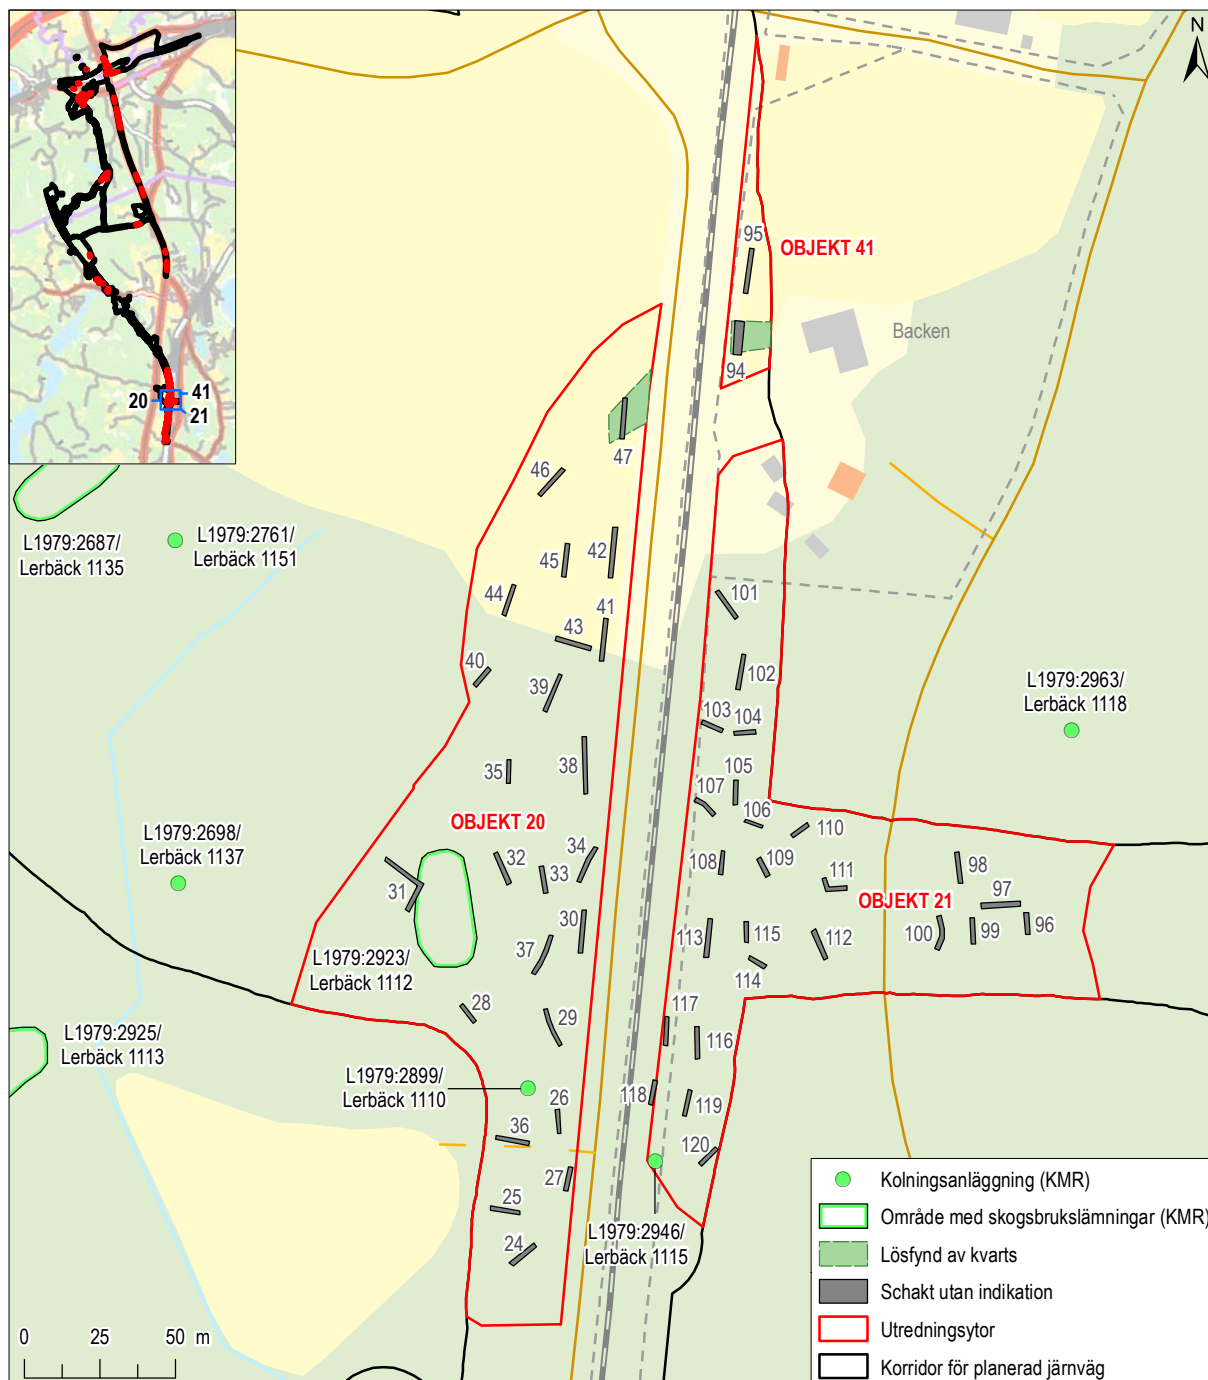 N
95
OBJEKT 41
Backen
94
41
20
21
47
46
L1979:2687/
Lerbäck 1135
L1979:2761/
Lerbäck 1151
45
42
44
101
43
41
40
39
102
L1979:2963/
Lerbäck 1118
103
104
35
38
105
107
106
OBJEKT 20
110
L1979:2698/
Lerbäck 1137
34
32
33
108
109
98
111
31
OBJEKT 21
97
30
113
115
100
99
96
112
37
L1979:2923/
Lerbäck 1112
114
28
29
117
116
L1979:2925/
Lerbäck 1113
L1979:2899/
Lerbäck 1110
118
119
26
36
120
27
25
24
L1979:2946/
Lerbäck 1115
Kolningsanläggning (KMR)
Område med skogsbrukslämningar (KMR)
Lösfynd av kvarts
Schakt utan indikation
Utredningsytor
Korridor för planerad järnväg
0 25 50 m